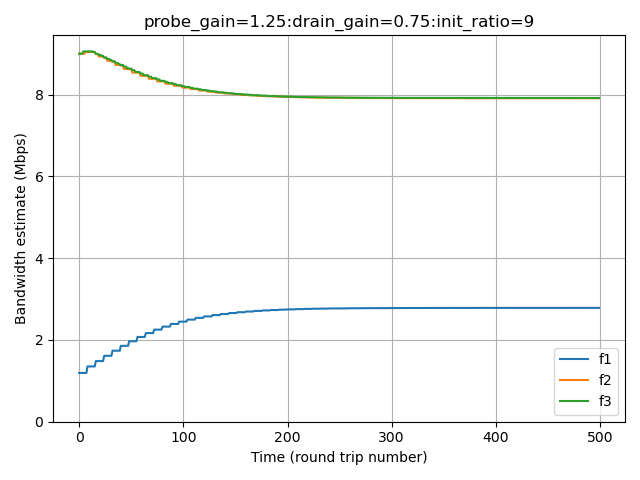 probe_gain=1.25:drain_gain=0.75:init_ratio=9
Bandwidth estimate (Mbps)
8
6
4
2
0
f1
f2
f3
0 100 200 300 400 500
Time (round trip number)